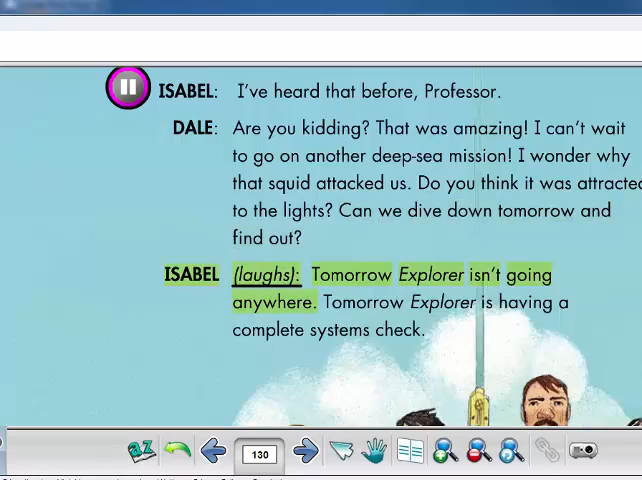 ISABEL: I've heard that before, Professor.
DALE: Are you kidding? That was amazing! I can't wait
to go on another deep-sea mission! I wonder why
that squid attacked us. Do you think it was attracted
to the lights? Can we dive down tomorrow and
find out?
ISABEL (laughs): Tomorrow Explorer isn't going
anywhere. Tomorrow Explorer is having a
complete systems check.
az
130